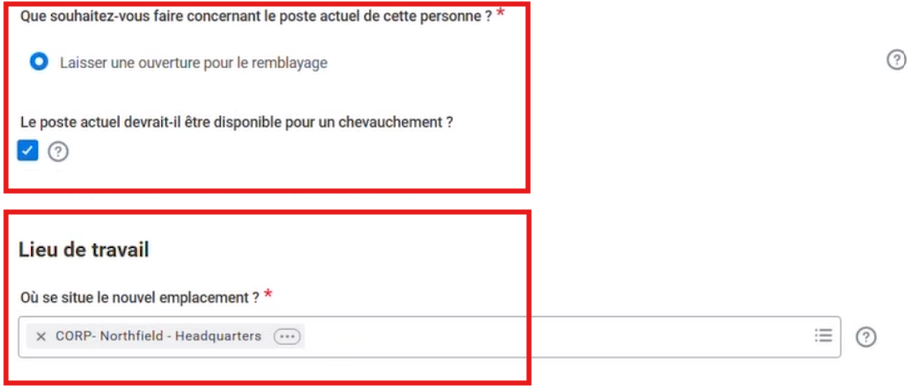 Que souhaitez-vous faire concernant le poste actuel de cette personne ? *
Laisser une ouverture pour le remblayage
Le poste actuel devrait-il être disponible pour un chevauchement ?
Lieu de travail
Où se situe le nouvel emplacement ? *
× CORP- Northfield - Headquarters